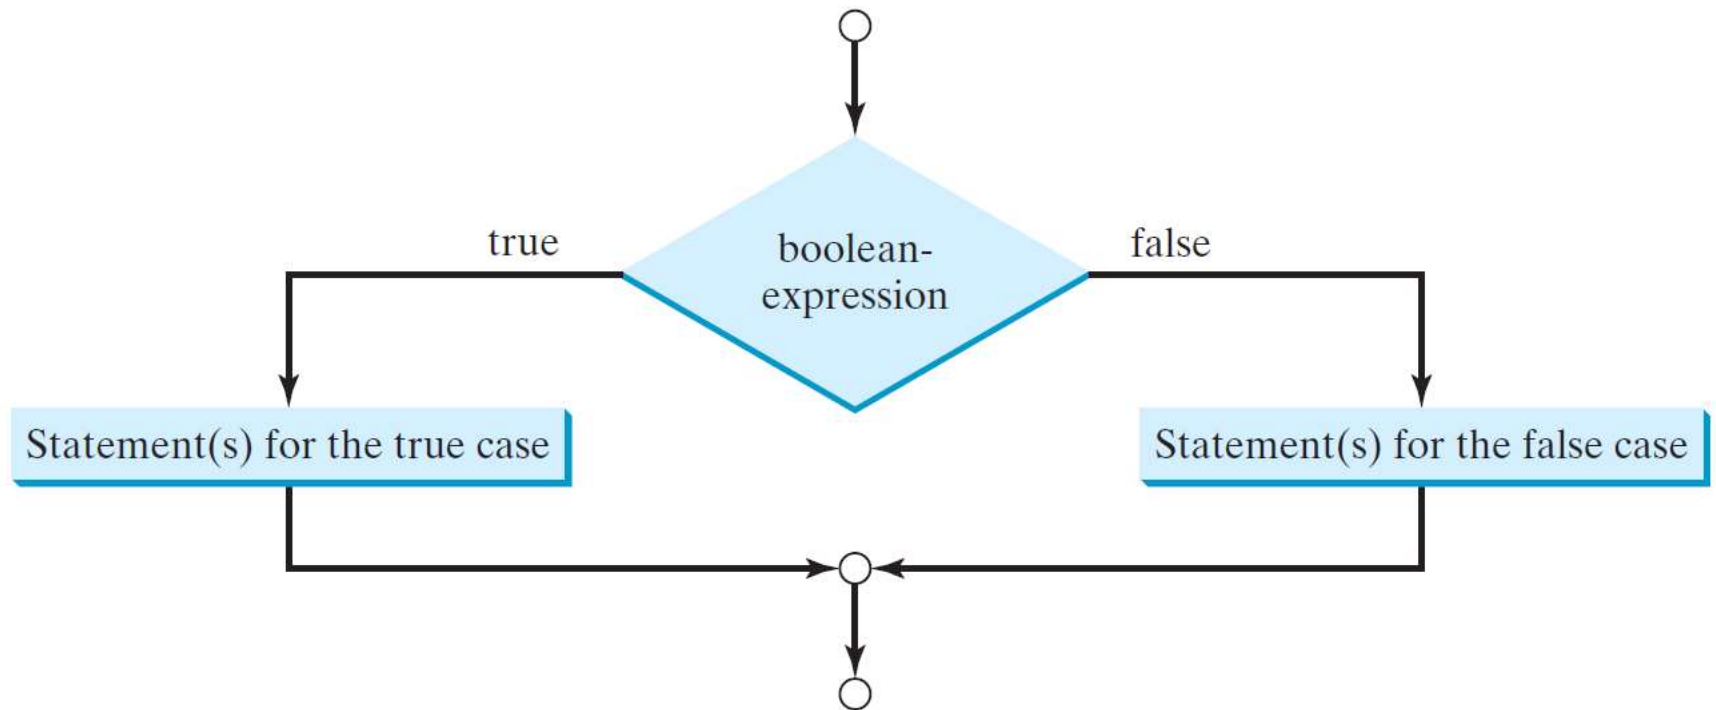 true
boolean-
expression
false
Statement(s) for the true case
Statement(s) for the false case